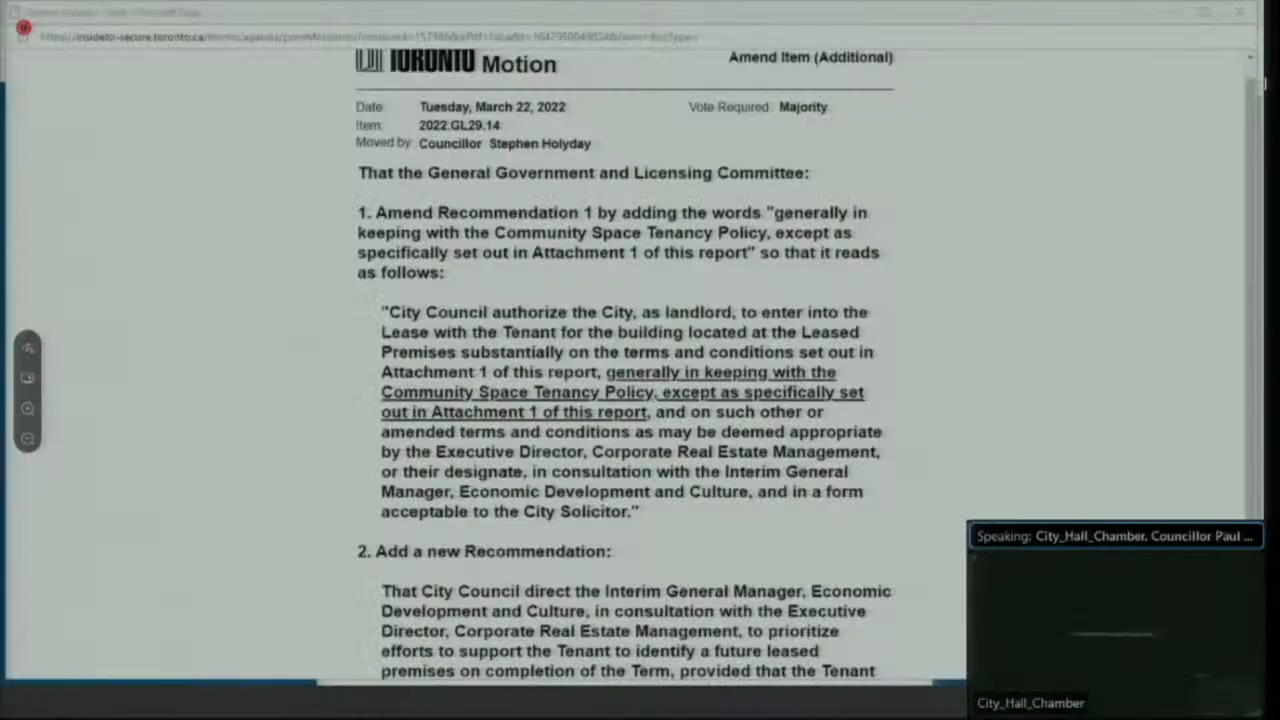 TORONTO Motion
Amend Item (Additional)
Date: Tuesday, March 22, 2022
Vote Required: Majority
Item: 2022.GL29.14
Moved by: Councillor Stephen Holyday
That the General Government and Licensing Committee:
1. Amend Recommendation 1 by adding the words "generally in
keeping with the Community Space Tenancy Policy, except as
specifically set out in Attachment 1 of this report" so that it reads
as follows:
"City Council authorize the City, as landlord, to enter into the
Lease with the Tenant for the building located at the Leased
Premises substantially on the terms and conditions set out in
Attachment 1 of this report, generally in keeping with the
Community Space Tenancy Policy, except as specifically set
out in Attachment 1 of this report, and on such other or
amended terms and conditions as may be deemed appropriate
by the Executive Director, Corporate Real Estate Management,
or their designate, in consultation with the Interim General
Manager, Economic Development and Culture, and in a form
acceptable to the City Solicitor."
2. Add a new Recommendation:
That City Council direct the Interim General Manager, Economic
Development and Culture, in consultation with the Executive
Director, Corporate Real Estate Management, to prioritize
efforts to support the Tenant to identify a future leased
premises on completion of the Term, provided that the Tenant
Speaking: City_Hall_Chamber, Councillor Paul ...
City_Hall_Chamber